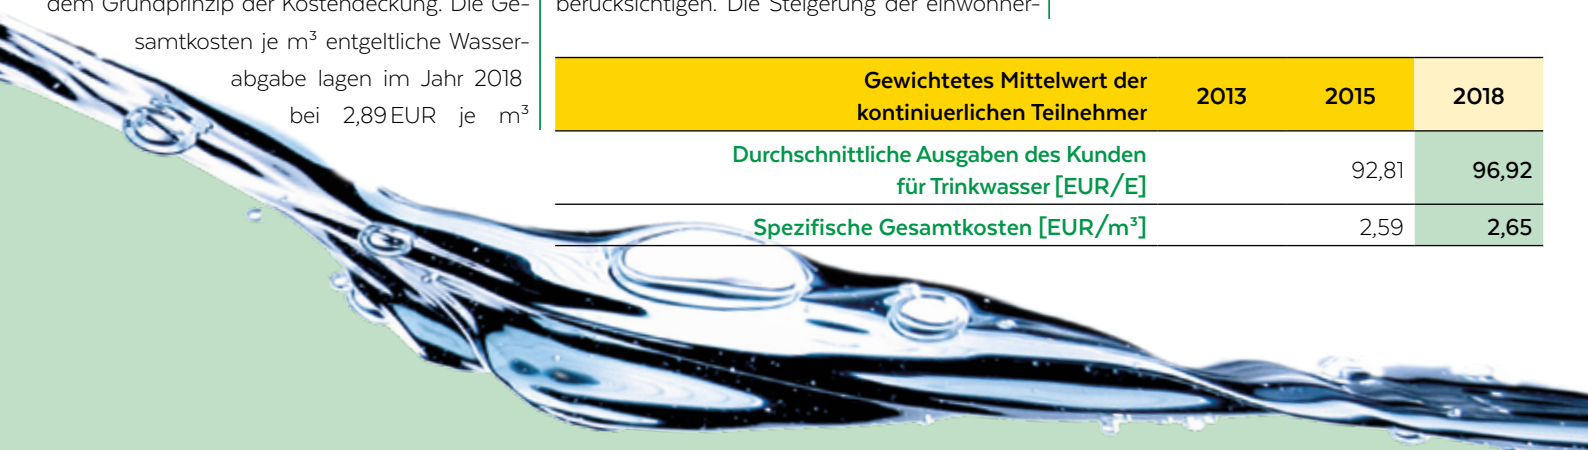 dem Grundprinzip der Kostendeckung. Die Ge-
samtkosten je m³ entgeltliche Wasser-
abgabe lagen im Jahr 2018
bei 2,89 EUR je m³
berücksichtigen. Die Steigerung der einwohner-
Gewichtetes Mittelwert der
kontiniuerlichen Teilnehmer 2013 2015 2018
Durchschnittliche Ausgaben des Kunden
für Trinkwasser [EUR/E] 92,81 96,92
Spezifische Gesamtkosten [EUR/m³] 2,59 2,65